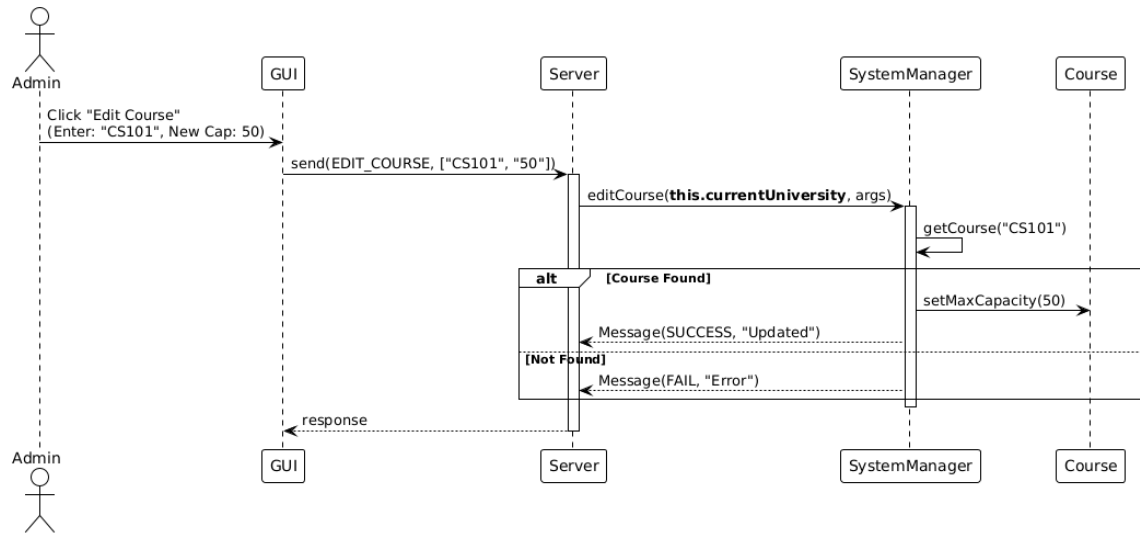 Admin
GUI
Server
SystemManager
Course
Click "Edit Course"
(Enter: "CS101", New Cap: 50)
send(EDIT_COURSE, ["CS101", "50"])
editCourse(this.currentUniversity, args)
getCourse("CS101")
alt
[Course Found]
setMaxCapacity(50)
Message(SUCCESS, "Updated")
[Not Found]
Message(FAIL, "Error")
response
Admin
GUI
Server
SystemManager
Course